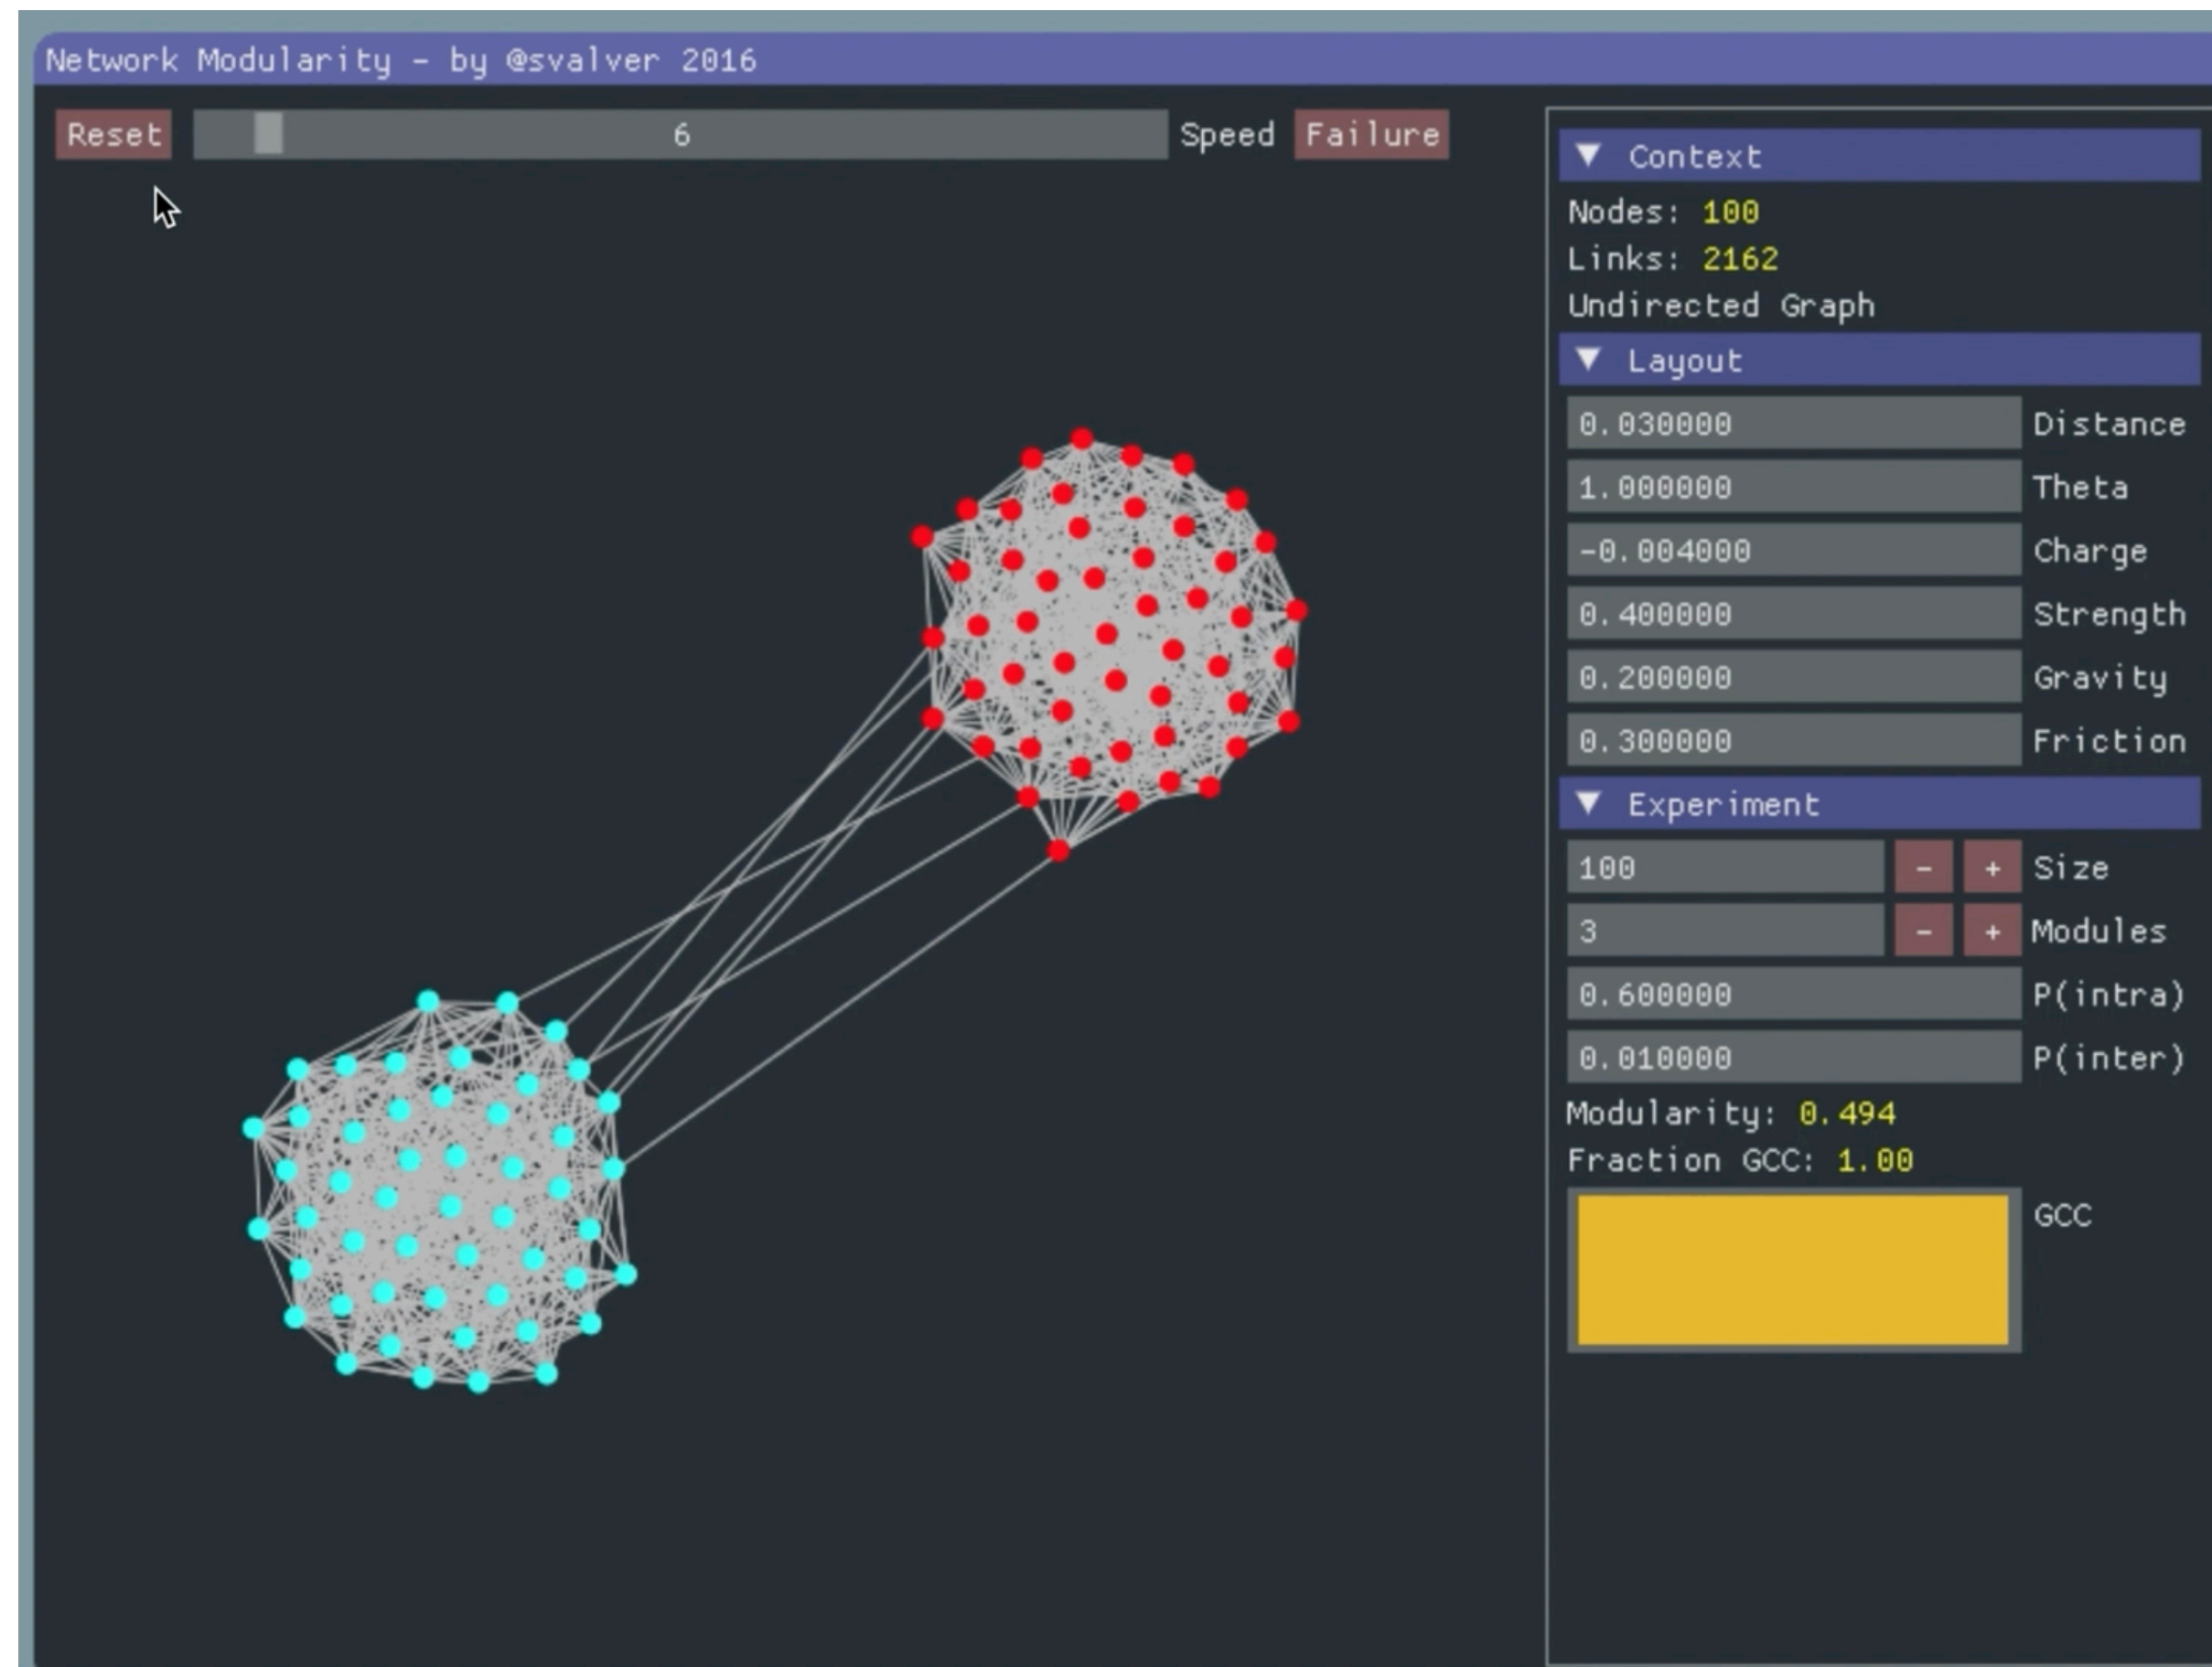 Network Modularity - by @svalver 2016
Reset 6 Speed Failure
Context
Nodes: 100
Links: 2162
Undirected Graph
Layout
0.030000 Distance
1.000000 Theta
-0.004000 Charge
0.400000 Strength
0.200000 Gravity
0.300000 Friction
Experiment
100 - + Size
3 - + Modules
0.600000 P(intra)
0.010000 P(inter)
Modularity: 0.494
Fraction GCC: 1.00
GCC